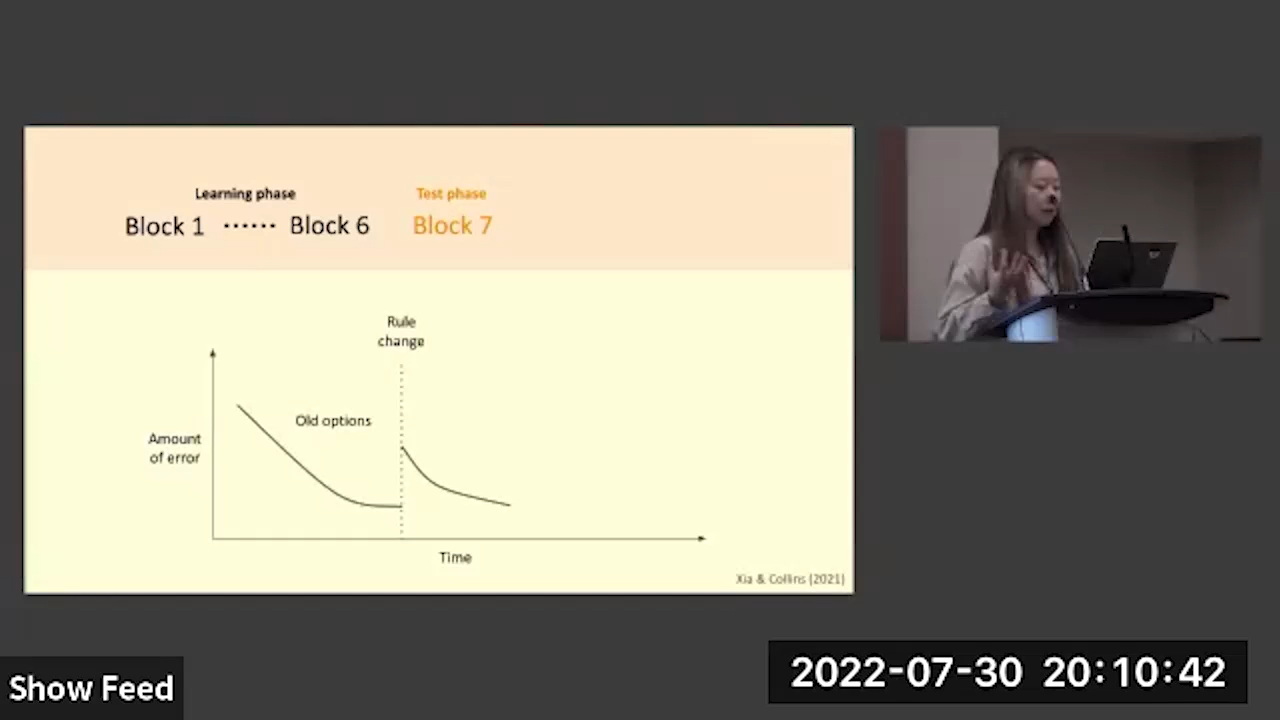 Learning phase
Test phase
Block 1 ······ Block 6
Block 7
Rule
change
Old options
Amount
of error
Time
Xia & Collins (2021)
Show Feed
2022-07-30 20:10:42